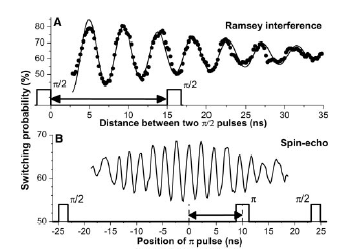 A
Ramsey interference
80
70
60
50
π/2
π/2
0 5 10 15 20 25 30 35
Distance between two π/2 pulses (ns)
Switching probability (%)
B
Spin-echo
70
60
50
π/2
π
π/2
-25 -20 -15 -10 -5 0 5 10 15 20 25
Position of π pulse (ns)